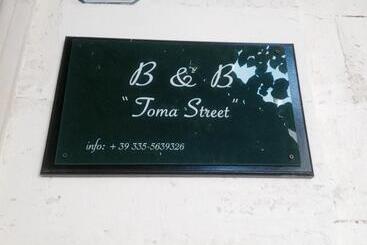 B & B
"Toma Street"
info: + 39 335-5639326